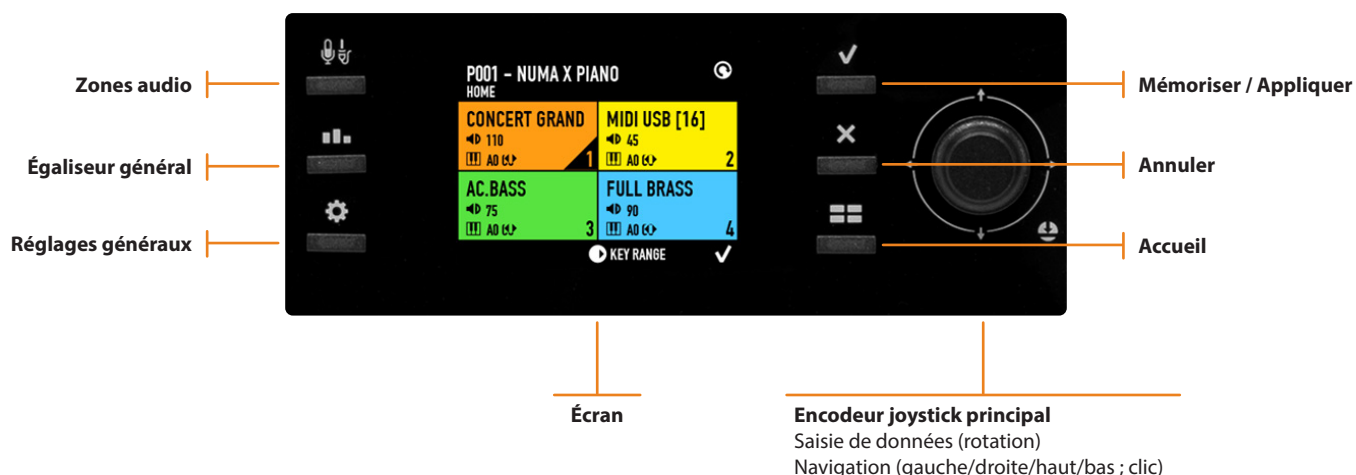 Zones audio
Égaliseur général
Réglages généraux
P001 – NUMA X PIANO
HOME
CONCERT GRAND
110
A0
1
MIDI USB [16]
45
A0
2
AC.BASS
75
A0
3
FULL BRASS
90
A0
4
KEY RANGE
Mémoriser / Appliquer
Annuler
Accueil
Écran
Encodeur joystick principal
Saisie de données (rotation)
Navigation (gauche/droite/haut/bas ; clic)